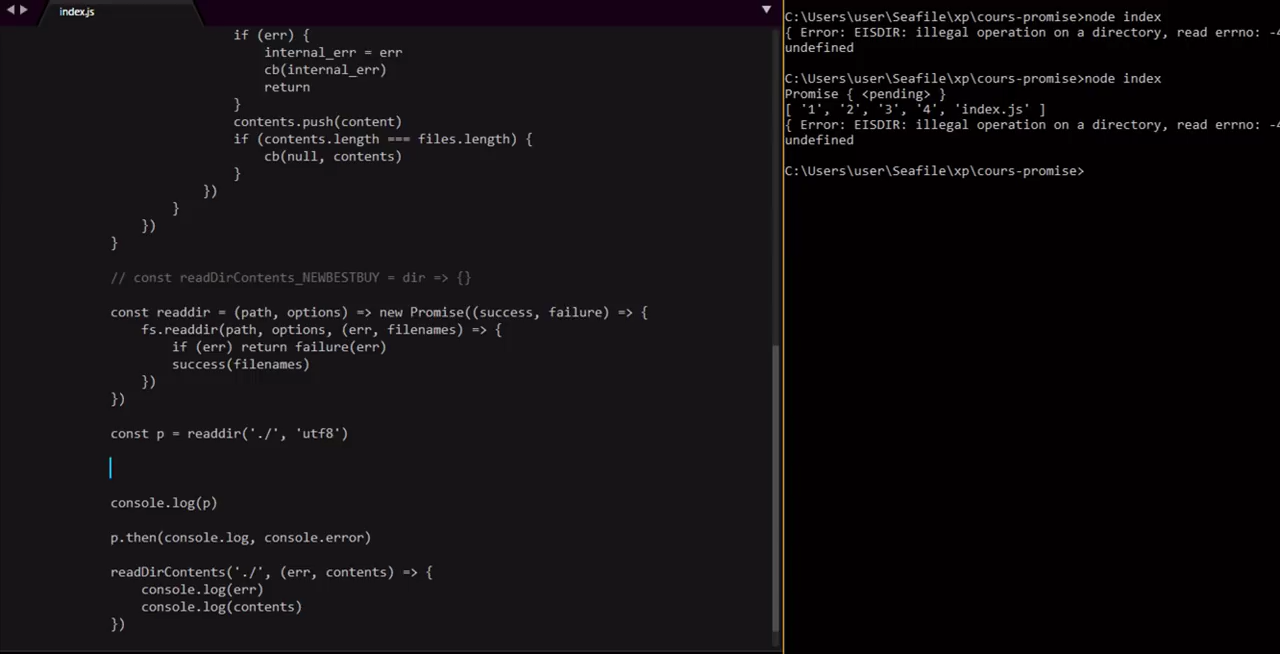 index.js
if (err) {
internal_err = err
cb(internal_err)
return
}
contents.push(content)
if (contents.length === files.length) {
cb(null, contents)
}
})
}
})
}
// const readDirContents_NEWBESTBUY = dir => {}
const readdir = (path, options) => new Promise((success, failure) => {
fs.readdir(path, options, (err, filenames) => {
if (err) return failure(err)
success(filenames)
})
})
const p = readdir('./', 'utf8')
console.log(p)
p.then(console.log, console.error)
readDirContents('./', (err, contents) => {
console.log(err)
console.log(contents)
})
C:\Users\user\Seafile\xp\cours-promise>node index
{ Error: EISDIR: illegal operation on a directory, read errno: -4
undefined
C:\Users\user\Seafile\xp\cours-promise>node index
Promise { <pending> }
[ '1', '2', '3', '4', 'index.js' ]
{ Error: EISDIR: illegal operation on a directory, read errno: -4
undefined
C:\Users\user\Seafile\xp\cours-promise>